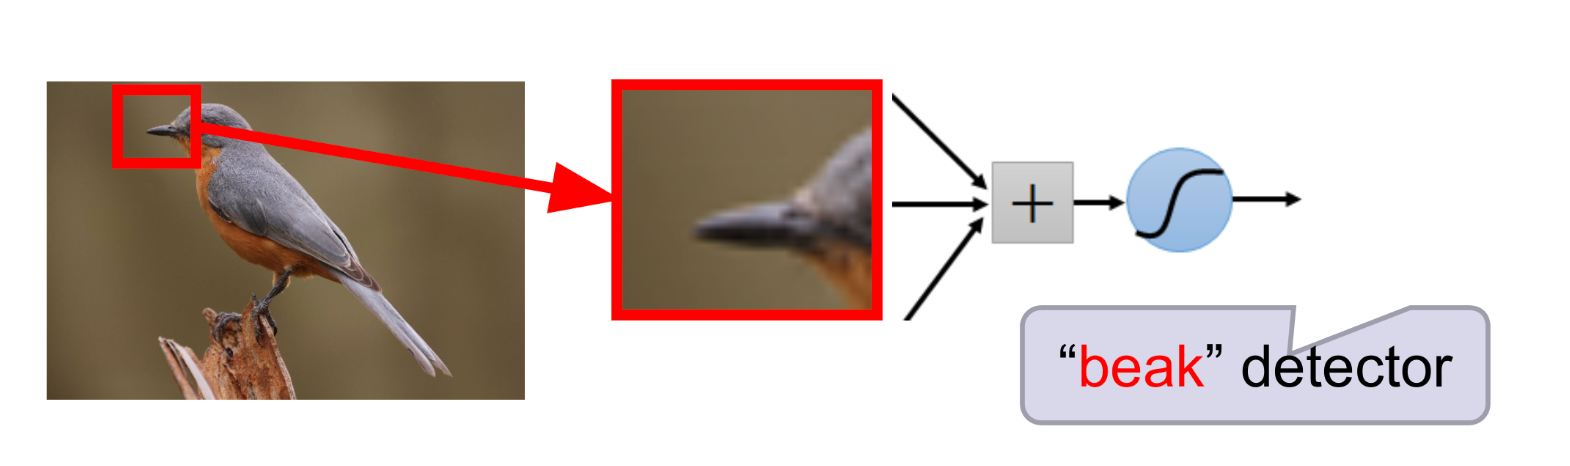 +
“beak” detector